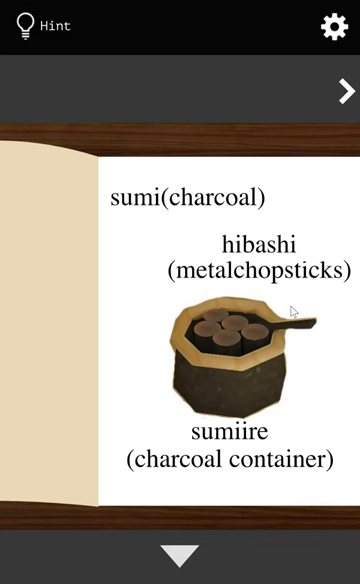 Hint
sumi(charcoal)
hibashi
(metalchopsticks)
sumiire
(charcoal container)